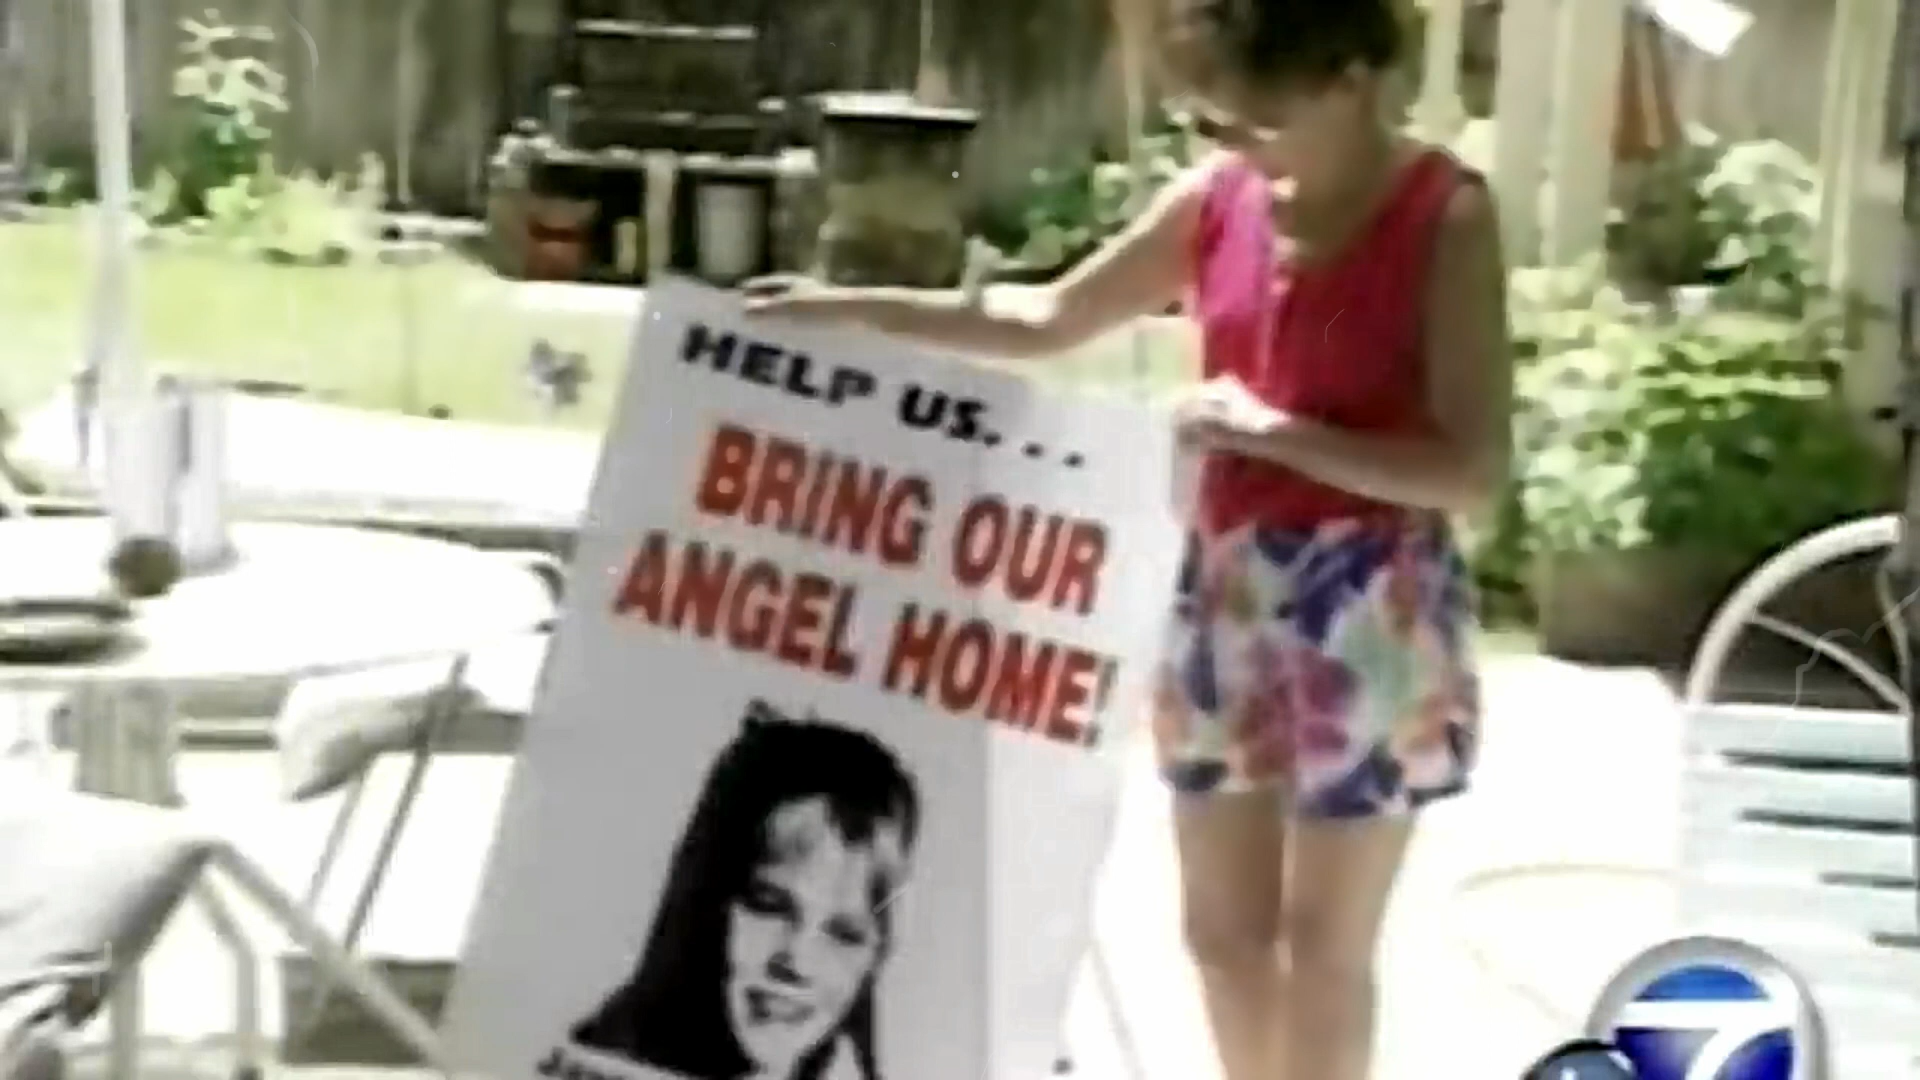 HELP US. . .
BRING OUR
ANGEL HOME!
7